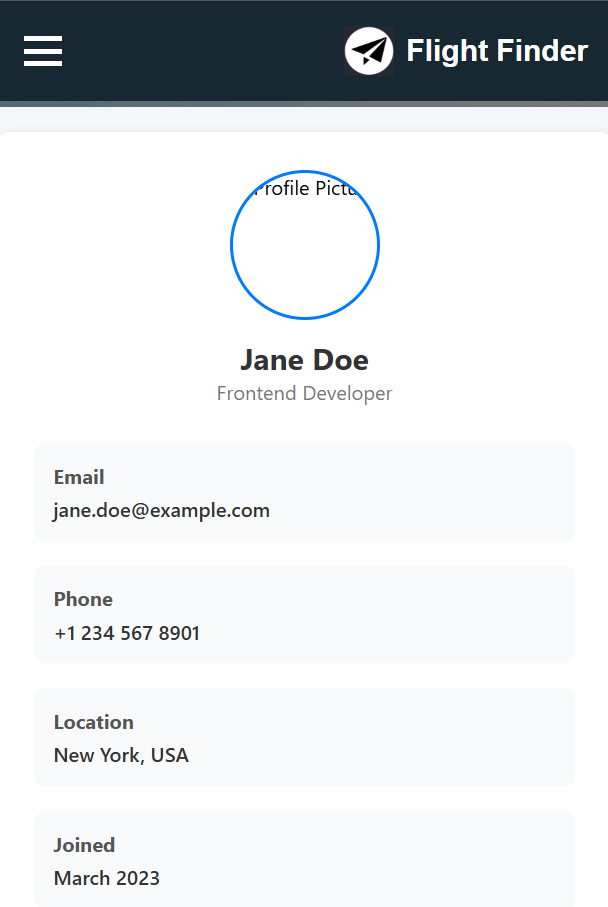 Flight Finder
Profile Pictu
Jane Doe
Frontend Developer
Email
jane.doe@example.com
Phone
+1 234 567 8901
Location
New York, USA
Joined
March 2023